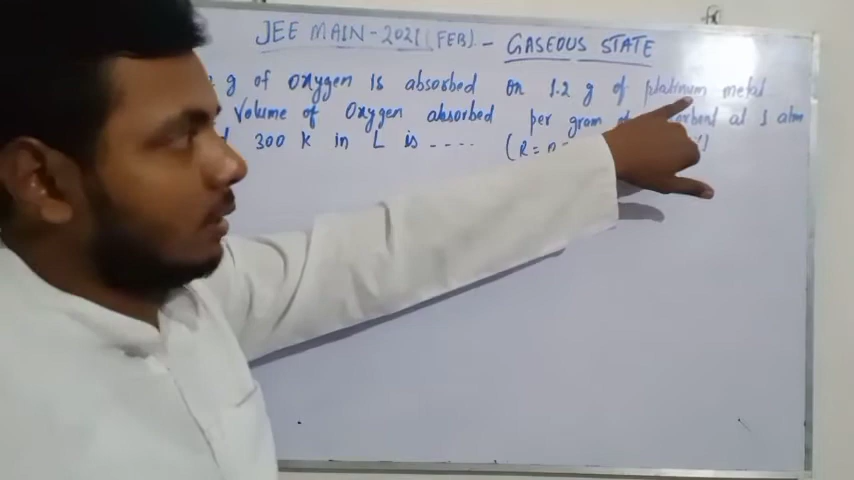 JEE MAIN - 2021 (FEB) - GASEOUS STATE
g of oxygen is absorbed on 1.2 g of platinum metal
Volume of Oxygen absorbed per gram at 1 atm
300 K in L is .... (R =